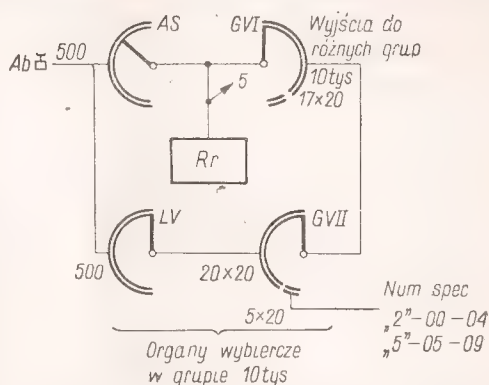 AS
GVI
Wyjścia do
różnych grup
Ab
500
10tys
17×20
5
Rr
LV
GVII
500
20×20
5×20
Num spec
„2”-00-04
„5”-05-09
Organy wybiercze
w grupie 10tys